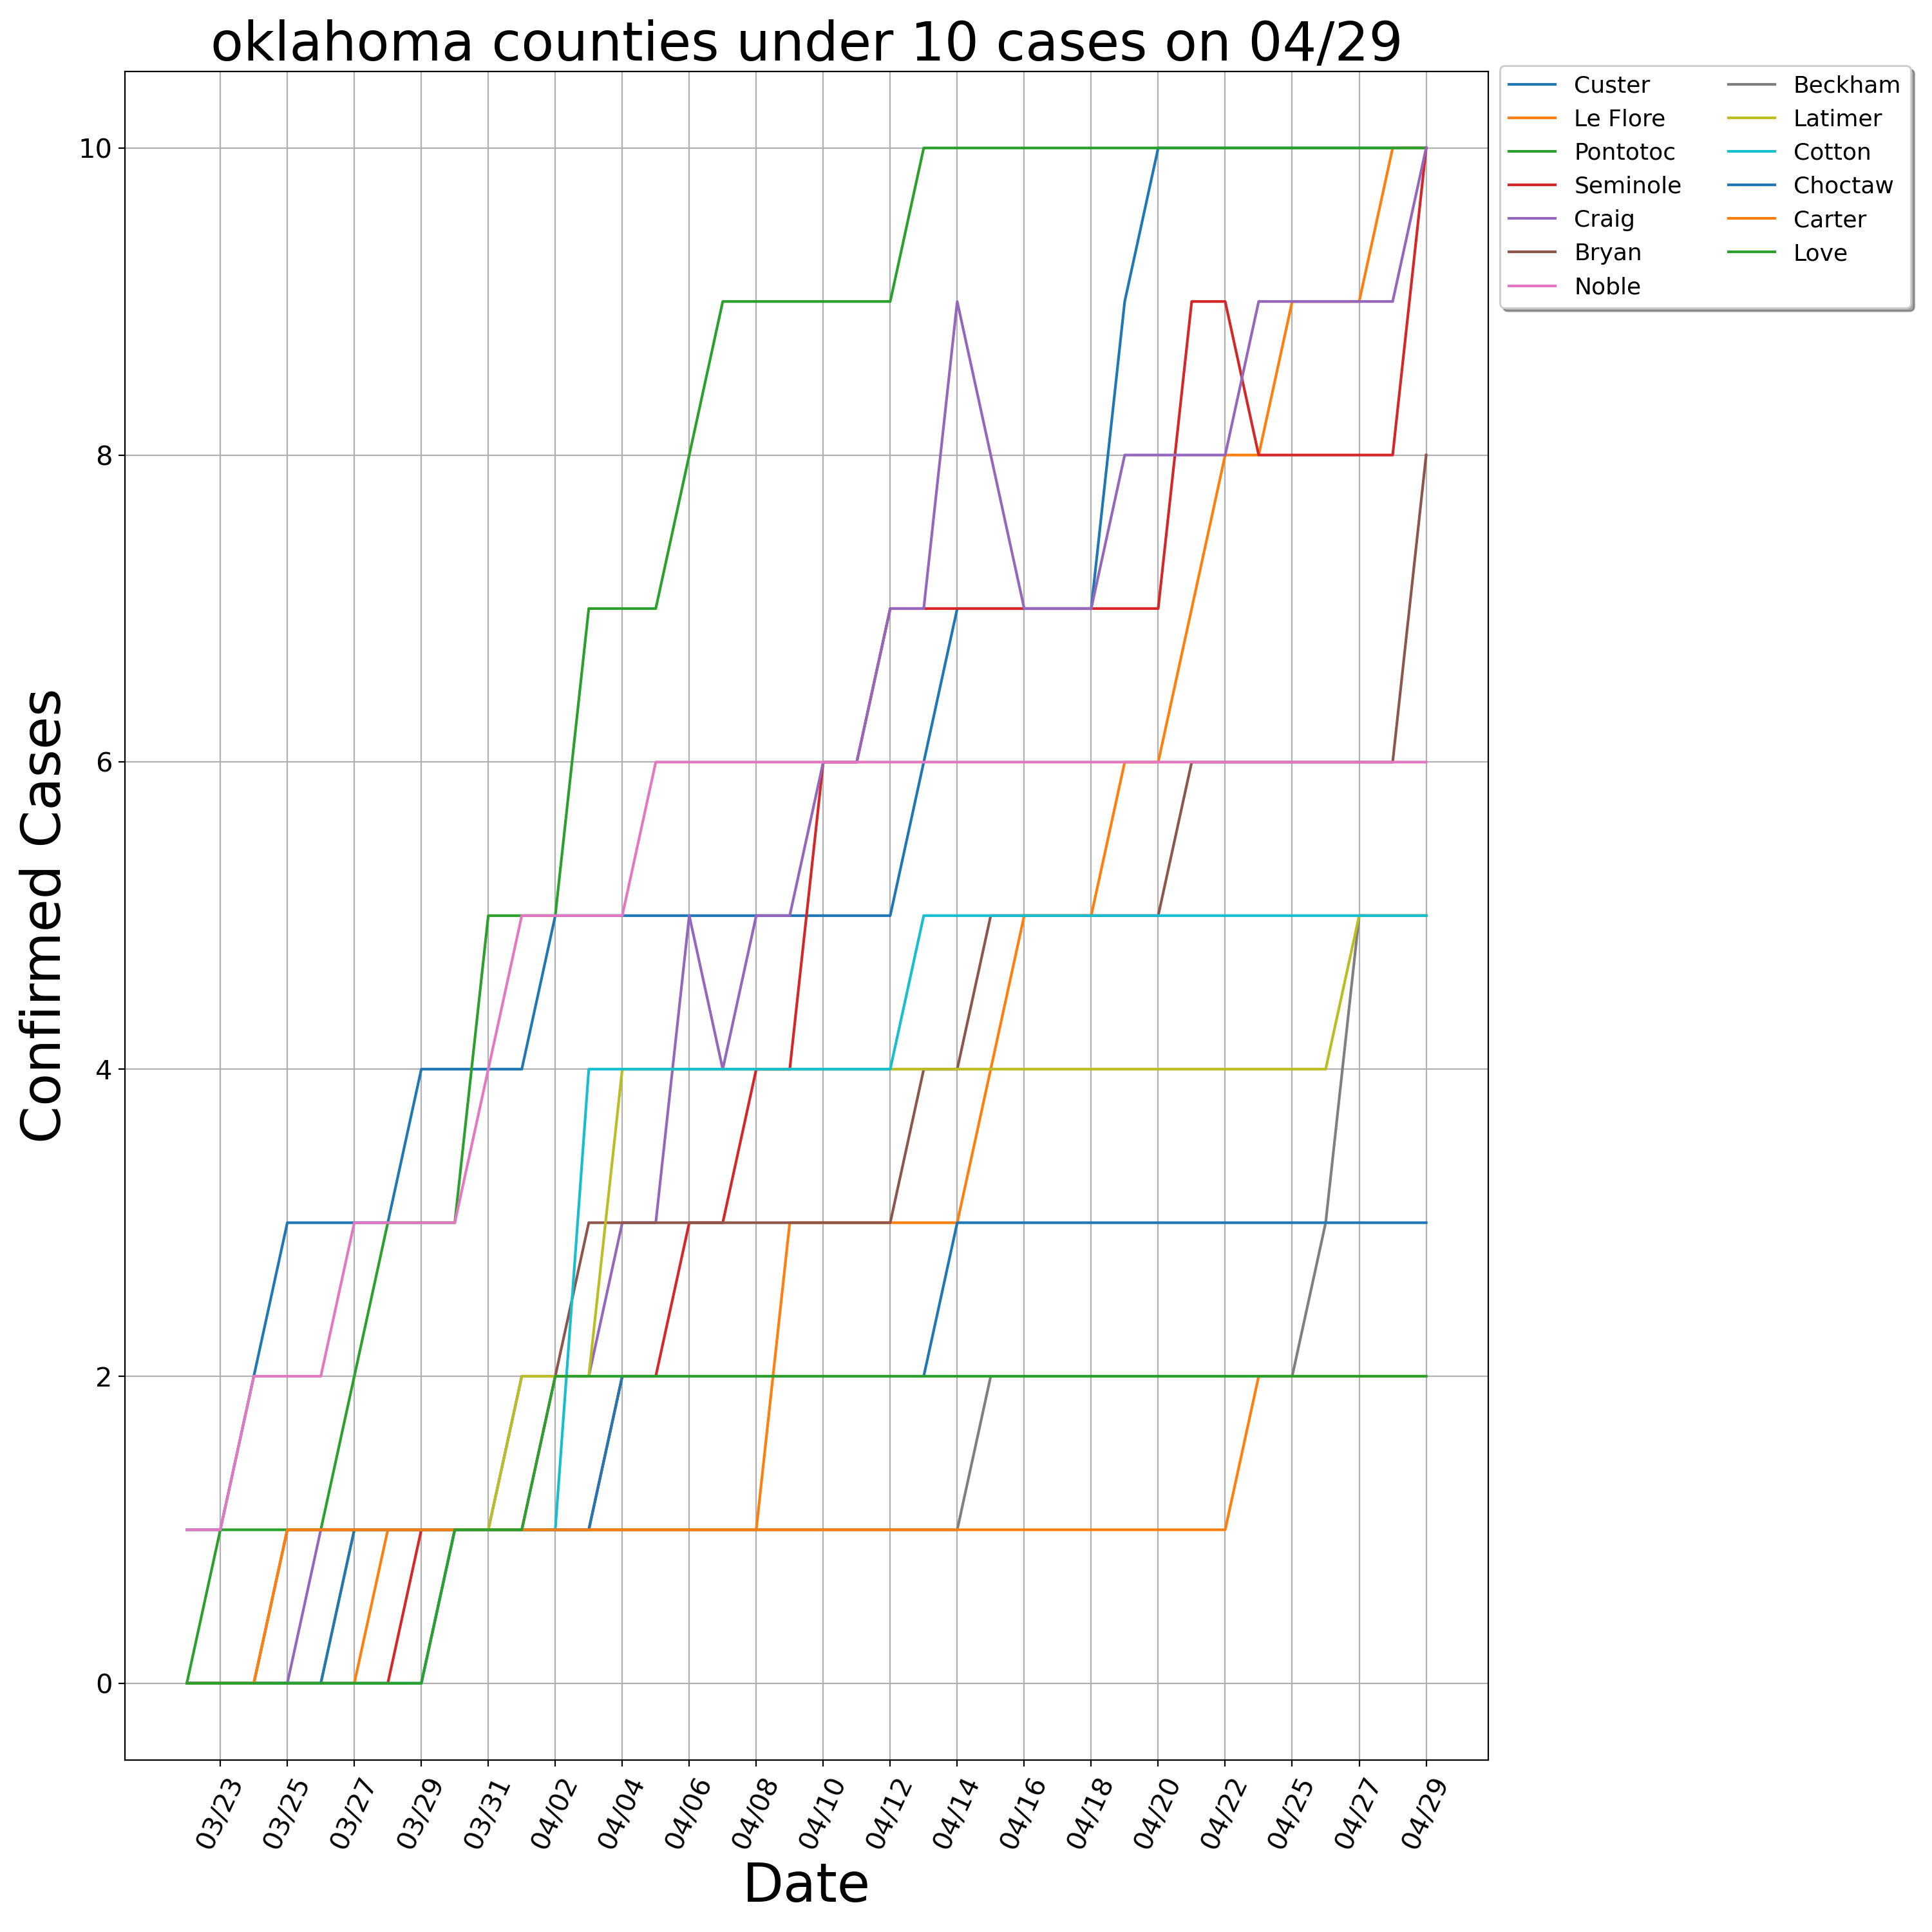 oklahoma counties under 10 cases on 04/29
Custer
Le Flore
Pontotoc
Seminole
Craig
Bryan
Noble
Beckham
Latimer
Cotton
Choctaw
Carter
Love
Confirmed Cases
10
8
6
4
2
0
03/23
03/25
03/27
03/29
03/31
04/02
04/04
04/06
04/08
04/10
04/12
04/14
04/16
04/18
04/20
04/22
04/25
04/27
04/29
Date